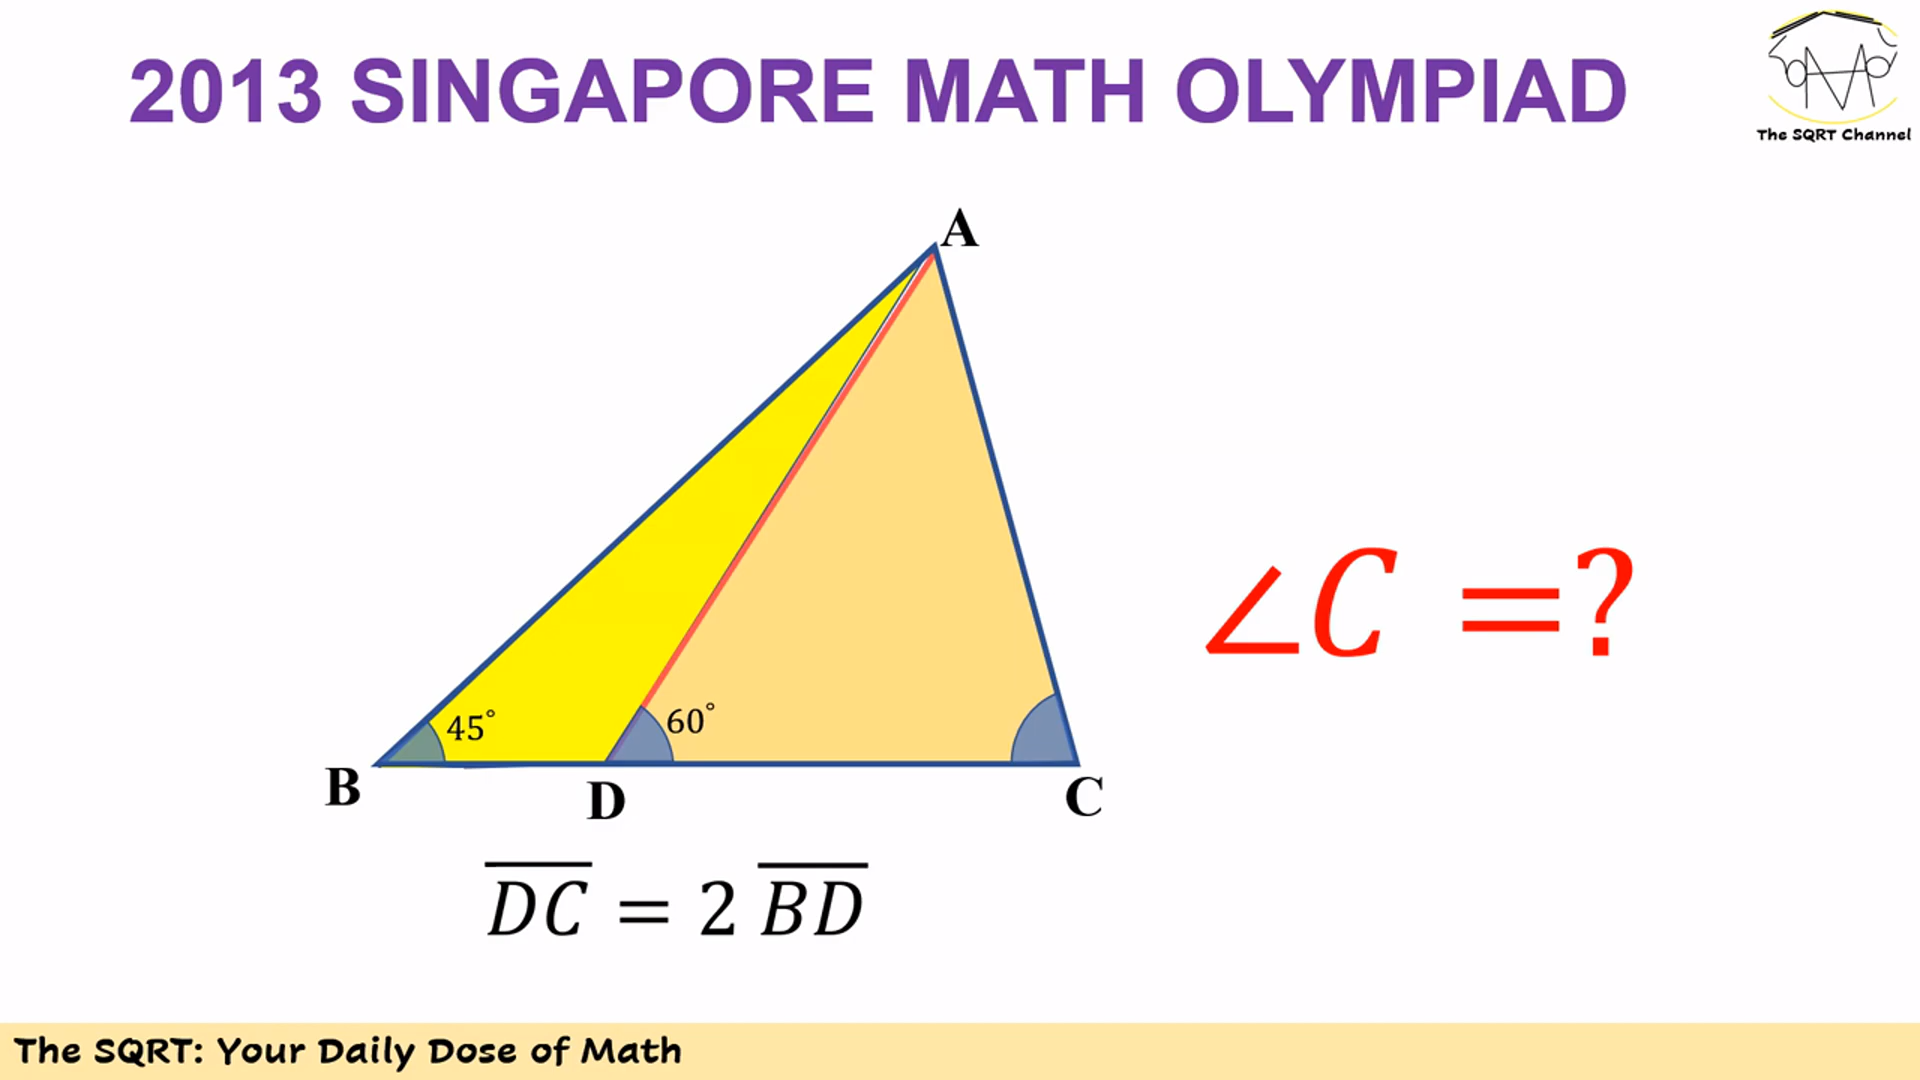 2013 SINGAPORE MATH OLYMPIAD
The SQRT Channel
A
45°
60°
∠C =?
B
D
C
DC = 2 BD
The SQRT: Your Daily Dose of Math